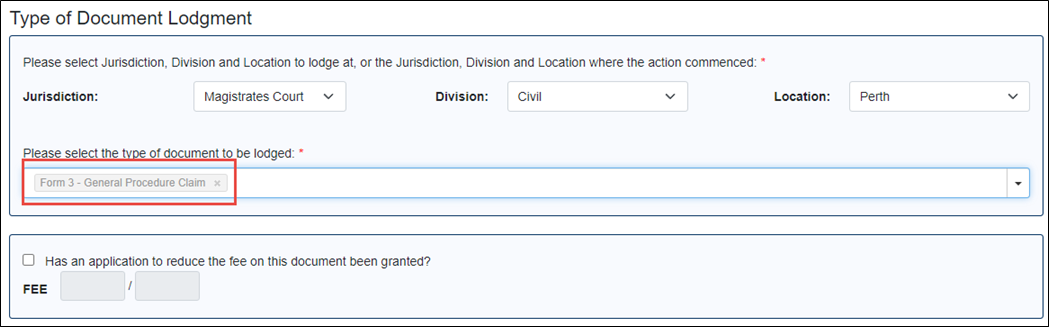 Type of Document Lodgment
Please select Jurisdiction, Division and Location to lodge at, or the Jurisdiction, Division and Location where the action commenced: *
Jurisdiction: Magistrates Court Division: Civil Location: Perth
Please select the type of document to be lodged: *
Form 3 - General Procedure Claim ×
Has an application to reduce the fee on this document been granted?
FEE /